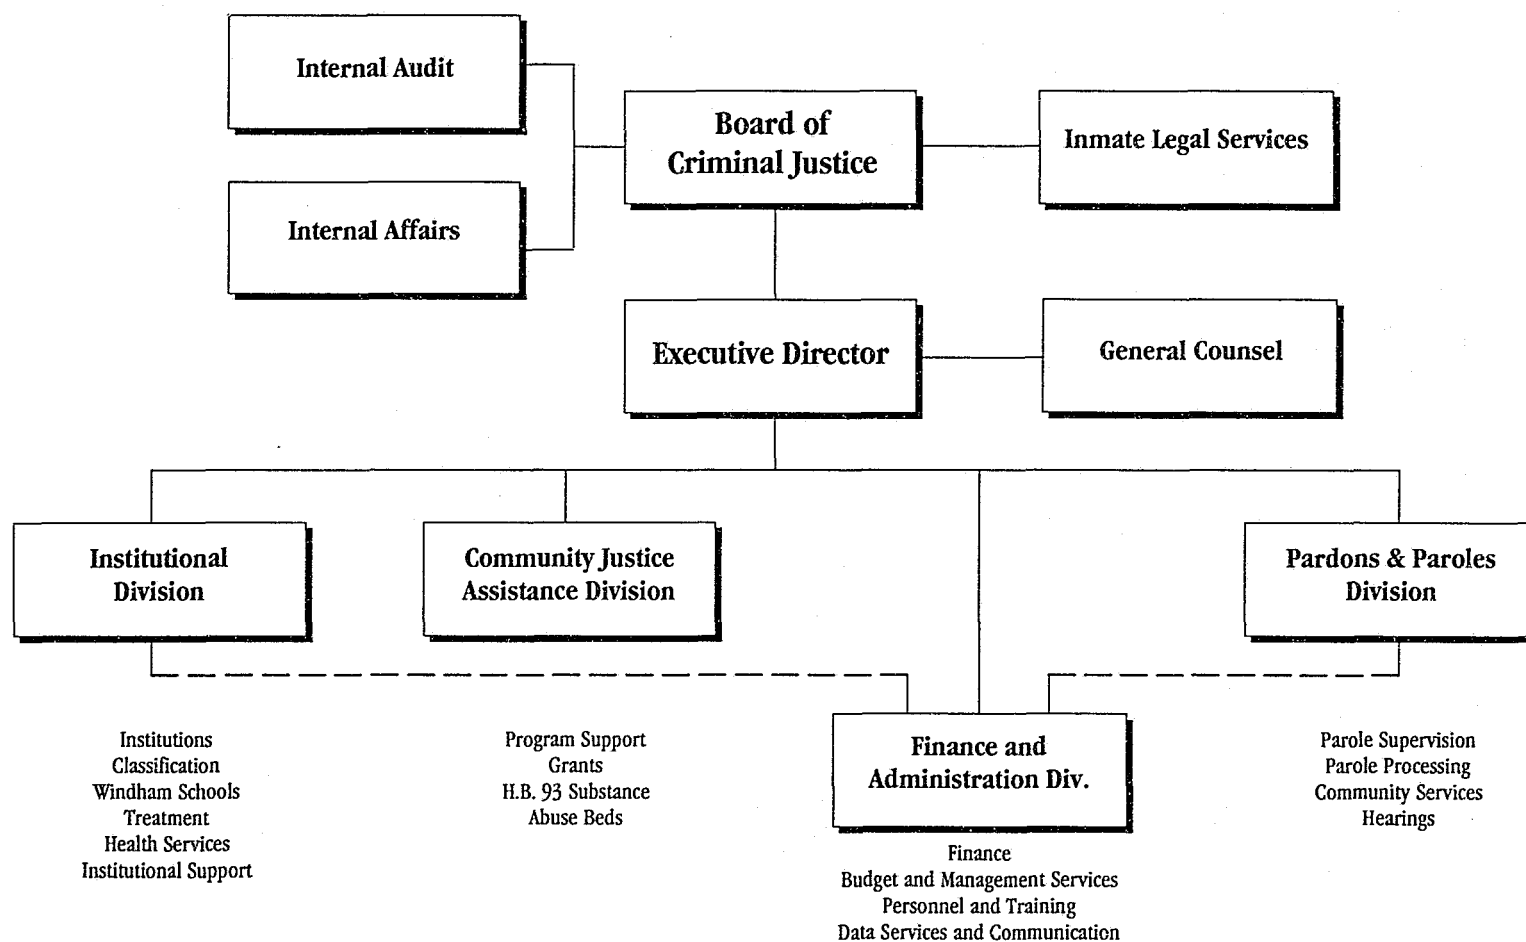 Internal Audit
Board of
Criminal Justice
Inmate Legal Services
Internal Affairs
Executive Director
General Counsel
Institutional
Division
Community Justice
Assistance Division
Pardons & Paroles
Division
Institutions
Classification
Windham Schools
Treatment
Health Services
Institutional Support
Program Support
Grants
H.B. 93 Substance
Abuse Beds
Finance and
Administration Div.
Finance
Budget and Management Services
Personnel and Training
Data Services and Communication
Parole Supervision
Parole Processing
Community Services
Hearings